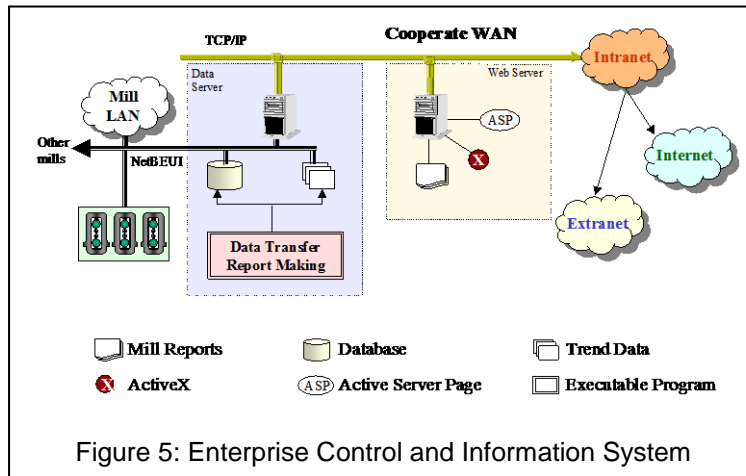 TCP/IP
Cooperate WAN
Data
Server
Web Server
Intranet
Mill
LAN
ASP
Other
mills
NetBEUI
X
Internet
Extranet
Data Transfer
Report Making
Mill Reports
Database
Trend Data
X
ActiveX
ASP
Active Server Page
Executable Program
Figure 5: Enterprise Control and Information System